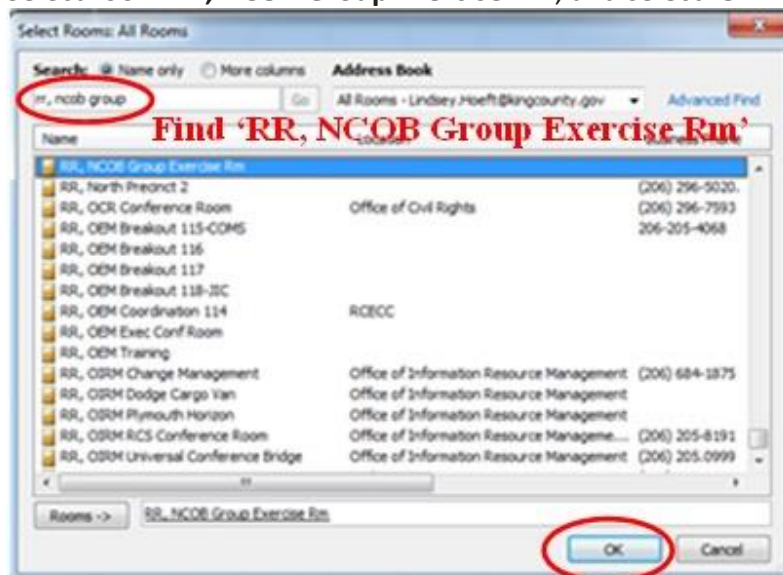 Select Rooms: All Rooms
Search: Name only More columns Address Book
rr, ncob group Go All Rooms - Lindsey.Hoeft@kingcounty.gov Advanced Find
Find ‘RR, NCOB Group Exercise Rm’
Name
RR, NCOB Group Exercise Rm
RR, North Precinct 2 (206) 296-5020.
RR, OCR Conference Room Office of Civil Rights (206) 296-7593
RR, OEM Breakout 115-COMS 206-205-4068
RR, OEM Breakout 116
RR, OEM Breakout 117
RR, OEM Breakout 118-JIC
RR, OEM Coordination 114 RCECC
RR, OEM Exec Conf Room
RR, OEM Training
RR, OIRM Change Management Office of Information Resource Management (206) 684-1875
RR, OIRM Dodge Cargo Van Office of Information Resource Management
RR, OIRM Plymouth Horizon Office of Information Resource Management
RR, OIRM RCS Conference Room Office of Information Resource Manageme... (206) 205-8191
RR, OIRM Universal Conference Bridge Office of Information Resource Management (206) 205.0999
Rooms -> RR, NCOB Group Exercise Rm
OK Cancel